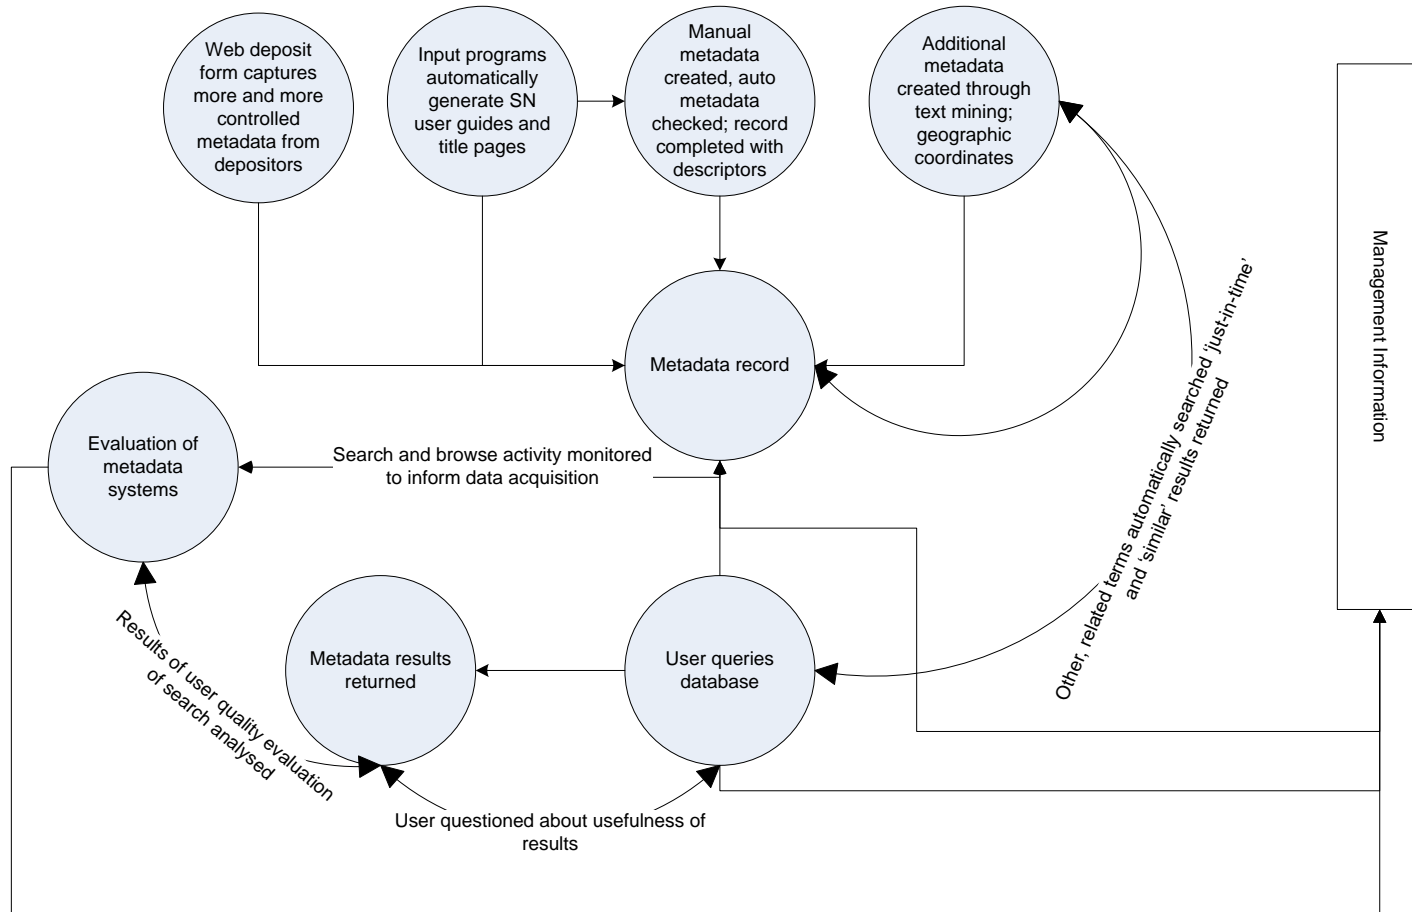 Web deposit
form captures
more and more
controlled
metadata from
depositors
Input programs
automatically
generate SN
user guides and
title pages
Manual
metadata
created, auto
metadata
checked; record
completed with
descriptors
Additional
metadata
created through
text mining;
geographic
coordinates
Management Information
Metadata record
Other, related terms automatically searched ‘just-in-time’
and ‘similar’ results returned
Evaluation of
metadata
systems
Search and browse activity monitored
to inform data acquisition
Results of user quality evaluation
of search analysed
Metadata results
returned
User queries
database
User questioned about usefulness of
results